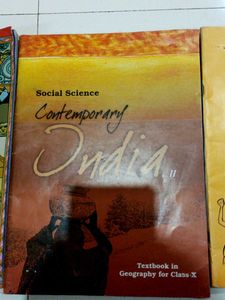 Social Science
Contemporary
India II
Textbook in
Geography for Class X